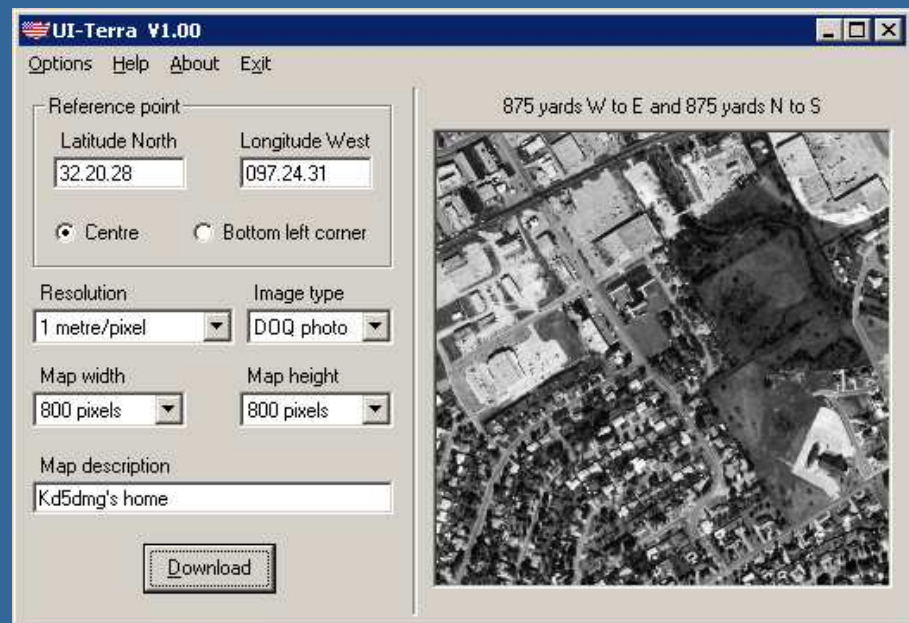 UI-Terra V1.00
Options Help About Exit
Reference point
Latitude North Longitude West
32.20.28 097.24.31
Centre Bottom left corner
Resolution Image type
1 metre/pixel DOQ photo
Map width Map height
800 pixels 800 pixels
Map description
Kd5dmg's home
Download
875 yards W to E and 875 yards N to S